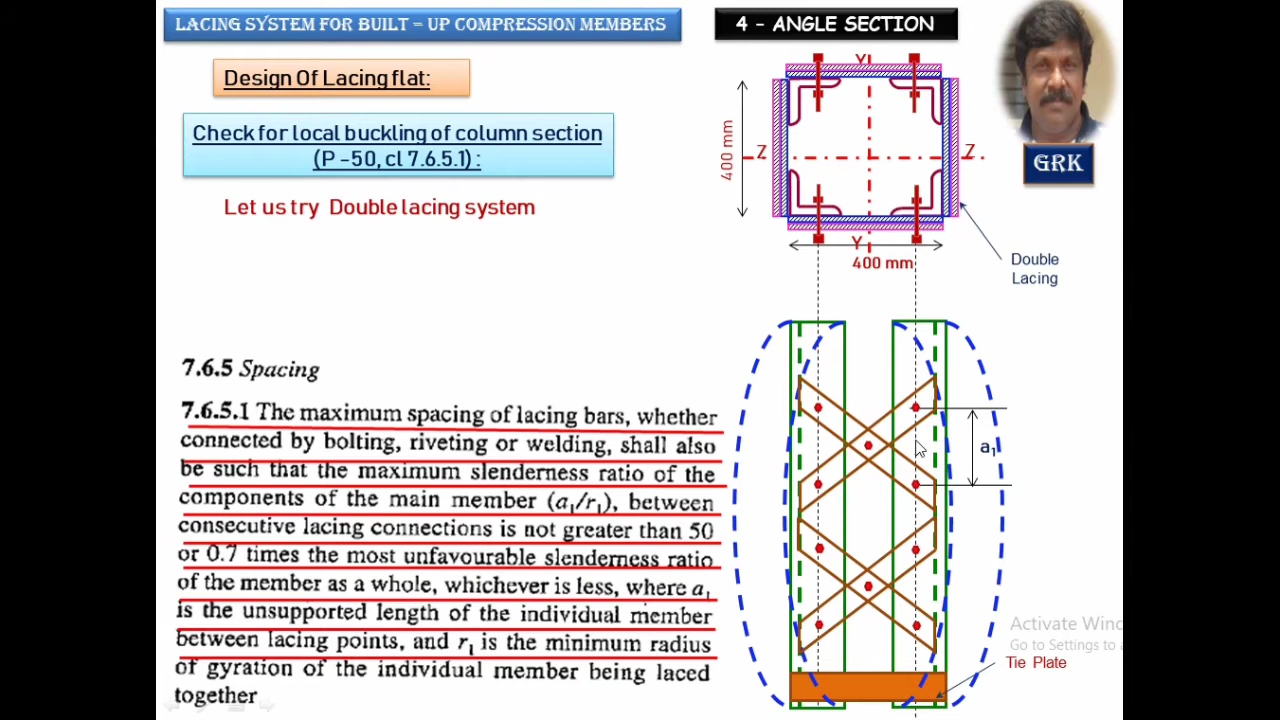 LACING SYSTEM FOR BUILT – UP COMPRESSION MEMBERS
4 – ANGLE SECTION
Design Of Lacing flat:
Check for local buckling of column section
(P –50, cl 7.6.5.1) :
Let us try Double lacing system
Y
400 mm
Z
Z
Y
400 mm
GRK
Double
Lacing
7.6.5 Spacing
7.6.5.1 The maximum spacing of lacing bars, whether
connected by bolting, riveting or welding, shall also
be such that the maximum slenderness ratio of the
components of the main member (a₁/r₁), between
consecutive lacing connections is not greater than 50
or 0.7 times the most unfavourable slenderness ratio
of the member as a whole, whichever is less, where a₁
is the unsupported length of the individual member
between lacing points, and r₁ is the minimum radius
of gyration of the individual member being laced
together
a₁
Activate Wind
Go to Settings to a
Tie Plate